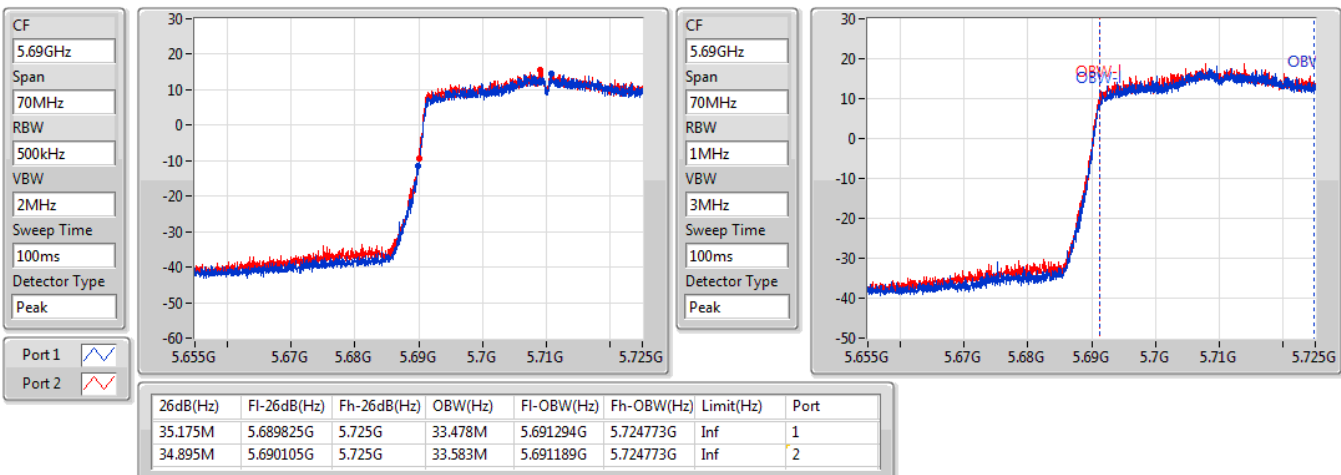 CF
5.69GHz
Span
70MHz
RBW
500kHz
VBW
2MHz
Sweep Time
100ms
Detector Type
Peak
30
20
10
0
-10
-20
-30
-40
-50
-60
5.655G 5.67G 5.68G 5.69G 5.7G 5.71G 5.725G
CF
5.69GHz
Span
70MHz
RBW
1MHz
VBW
3MHz
Sweep Time
100ms
Detector Type
Peak
30
20
10
0
-10
-20
-30
-40
-50
OBW-
OBW-
OBW
5.655G 5.67G 5.68G 5.69G 5.7G 5.71G 5.725G
Port 1
Port 2
26dB(Hz) Fl-26dB(Hz) Fh-26dB(Hz) OBW(Hz) Fl-OBW(Hz) Fh-OBW(Hz) Limit(Hz) Port
35.175M 5.689825G 5.725G 33.478M 5.691294G 5.724773G Inf 1
34.895M 5.690105G 5.725G 33.583M 5.691189G 5.724773G Inf 2